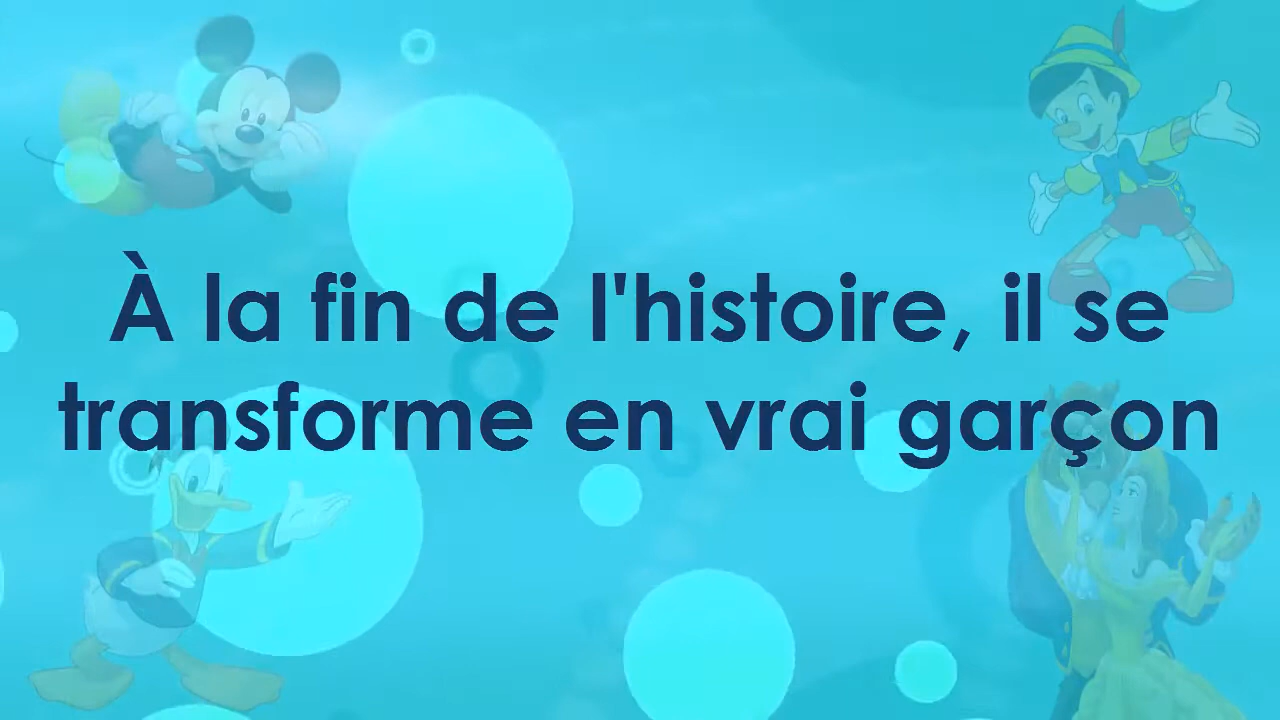 À la fin de l'histoire, il se
transforme en vrai garçon